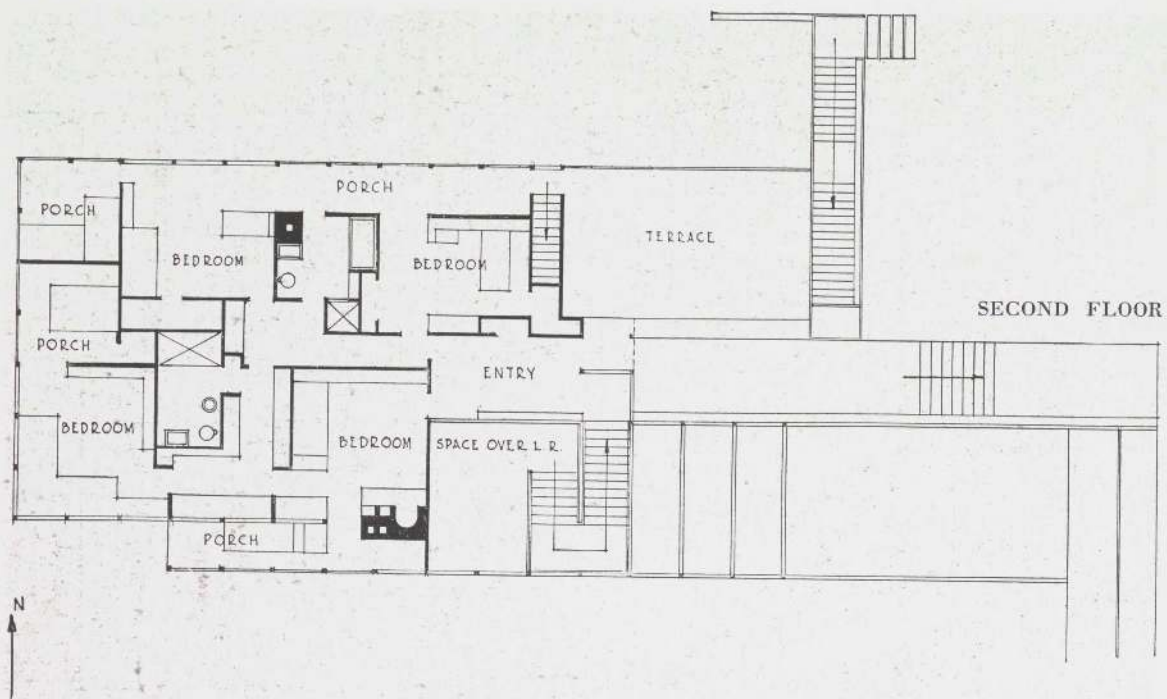 PORCH
PORCH
TERRACE
BEDROOM
BEDROOM
SECOND FLOOR
PORCH
ENTRY
BEDROOM
BEDROOM
SPACE OVER L.R.
PORCH
N